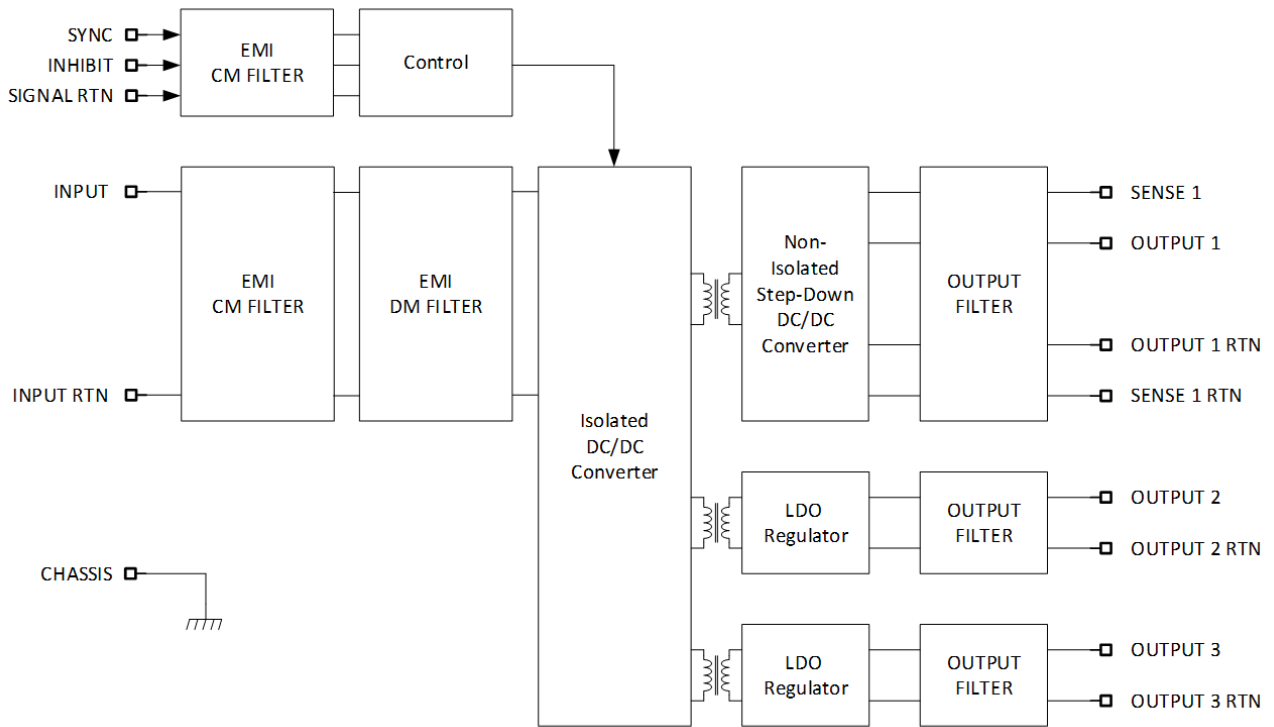 SYNC
INHIBIT
SIGNAL RTN
EMI
CM FILTER
Control
INPUT
INPUT RTN
EMI
CM FILTER
EMI
DM FILTER
Isolated
DC/DC
Converter
Non-
Isolated
Step-Down
DC/DC
Converter
OUTPUT
FILTER
SENSE 1
OUTPUT 1
OUTPUT 1 RTN
SENSE 1 RTN
LDO
Regulator
OUTPUT
FILTER
OUTPUT 2
OUTPUT 2 RTN
CHASSIS
LDO
Regulator
OUTPUT
FILTER
OUTPUT 3
OUTPUT 3 RTN